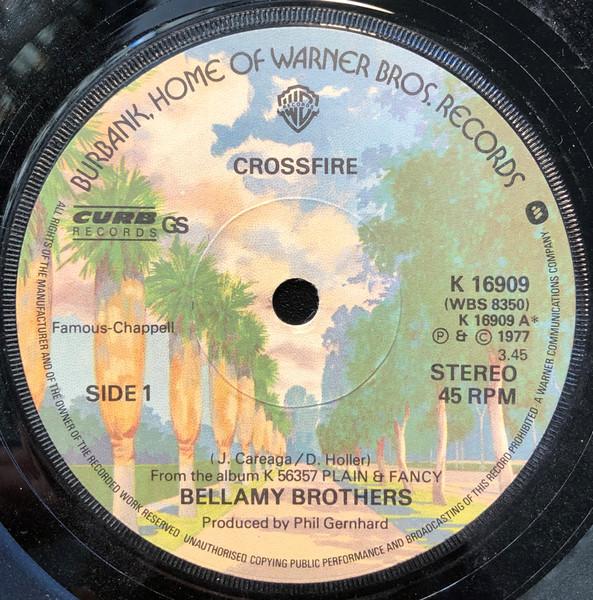 BURBANK, HOME OF WARNER BROS. RECORDS
WB
RECORDS
CROSSFIRE
CURB
RECORDS
GS
K 16909
(WBS 8350)
K 16909 A*
Ⓟ & © 1977
3.45
STEREO
45 RPM
Famous-Chappell
SIDE 1
(J. Careaga/D. Holler)
From the album K 56357 PLAIN & FANCY
BELLAMY BROTHERS
Produced by Phil Gernhard
ALL RIGHTS OF THE MANUFACTURER AND OF THE OWNER OF THE RECORDED WORK RESERVED UNAUTHORISED COPYING PUBLIC PERFORMANCE AND BROADCASTING OF THIS RECORD PROHIBITED · A WARNER COMMUNICATIONS COMPANY